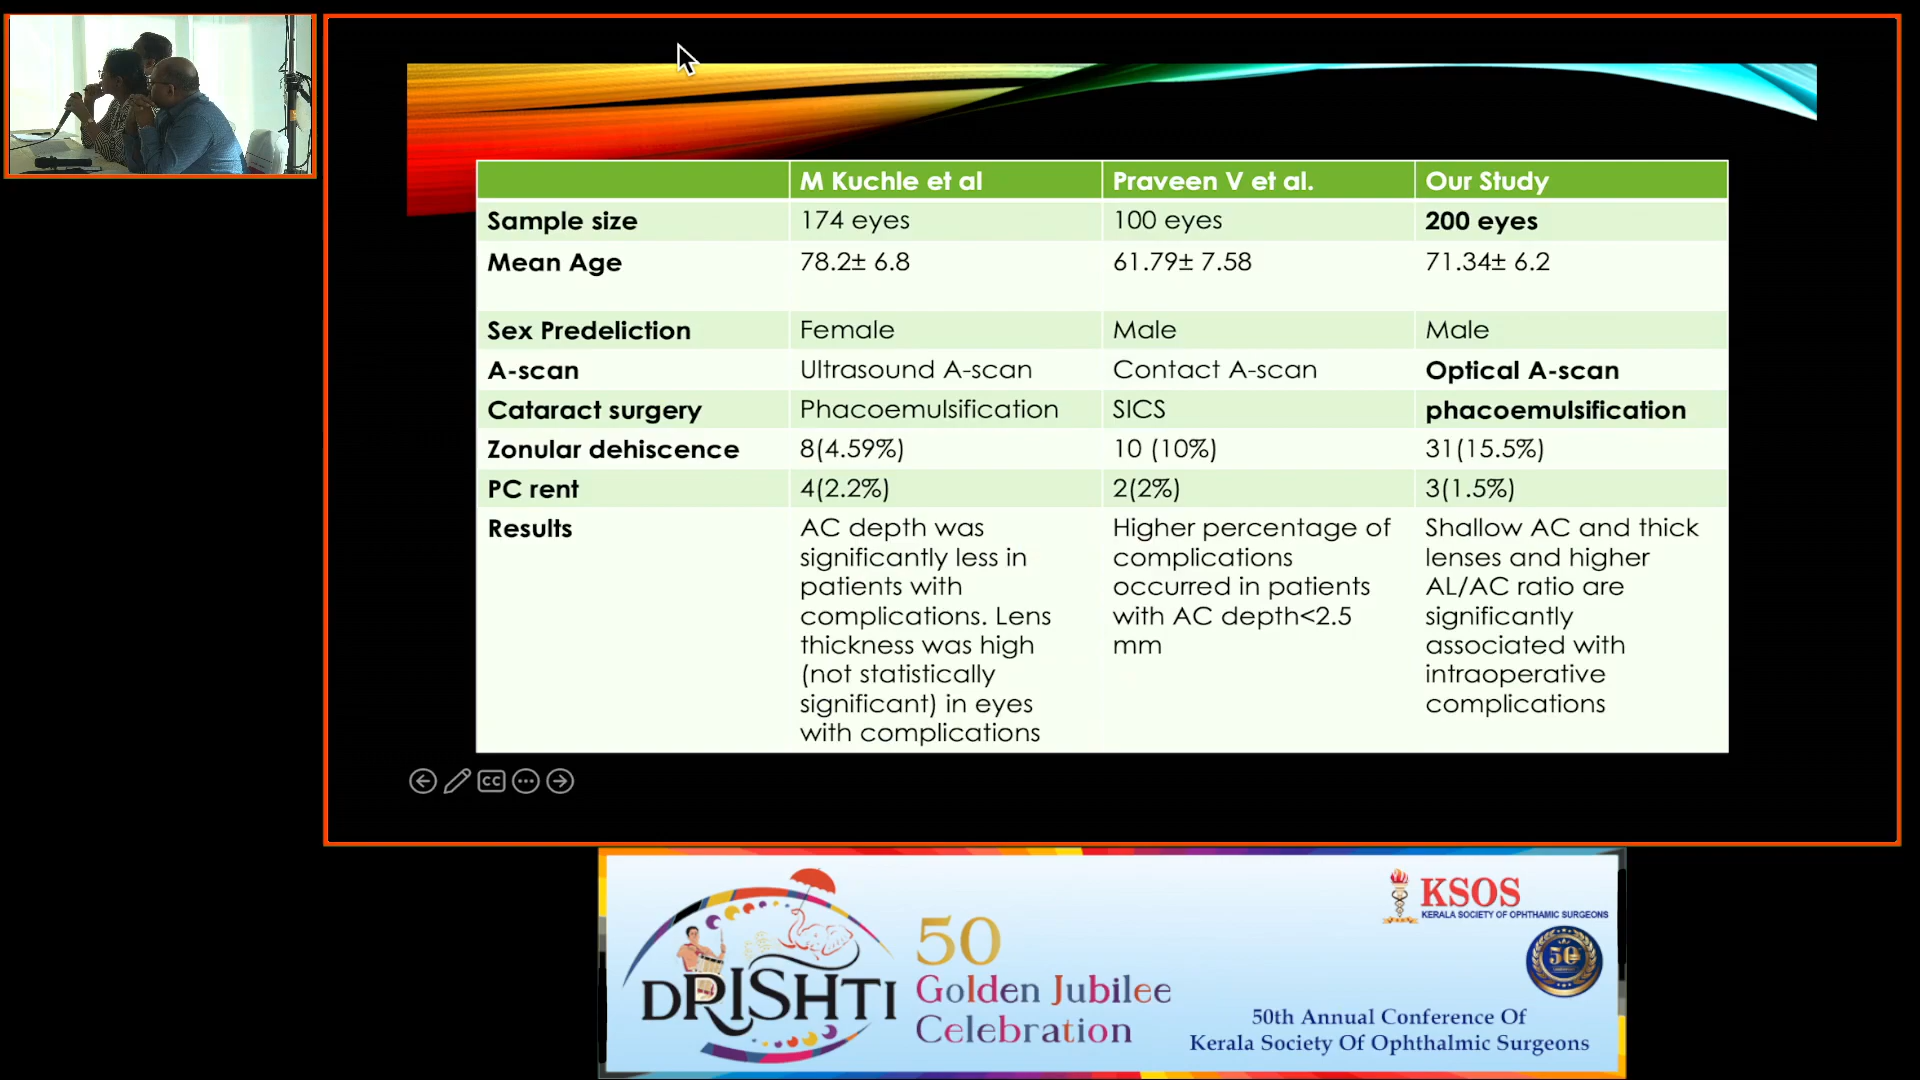 M Kuchle et al Praveen V et al. Our Study
Sample size 174 eyes 100 eyes 200 eyes
Mean Age 78.2± 6.8 61.79± 7.58 71.34± 6.2
Sex Predeliction Female Male Male
A-scan Ultrasound A-scan Contact A-scan Optical A-scan
Cataract surgery Phacoemulsification SICS phacoemulsification
Zonular dehiscence 8(4.59%) 10 (10%) 31(15.5%)
PC rent 4(2.2%) 2(2%) 3(1.5%)
Results
AC depth was
significantly less in
patients with
complications. Lens
thickness was high
(not statistically
significant) in eyes
with complications
Higher percentage of
complications
occurred in patients
with AC depth<2.5
mm
Shallow AC and thick
lenses and higher
AL/AC ratio are
significantly
associated with
intraoperative
complications
CC
DRISHTI
50
Golden Jubilee
Celebration
KSOS
KERALA SOCIETY OF OPHTHAMIC SURGEONS
50
50th Annual Conference Of
Kerala Society Of Ophthalmic Surgeons